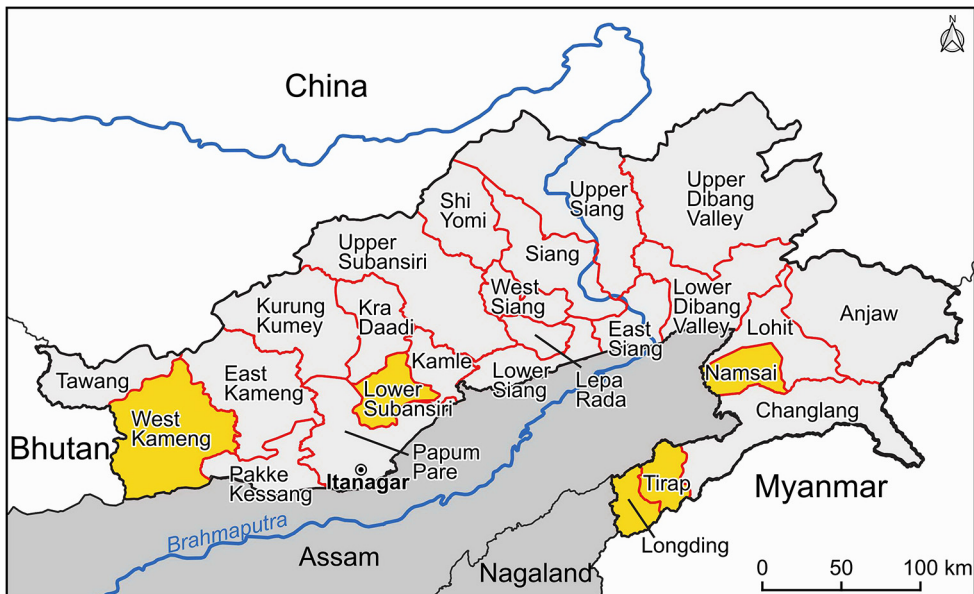 N
China
Upper
Siang
Upper
Dibang
Valley
Shi
Yomi
Upper
Subansiri
Siang
West
Siang
Lower
Dibang
Valley
Kurung
Kumey
Kra
Daadi
Anjaw
Lohit
East
Siang
Kamle
Tawang
East
Kameng
Lower
Siang
Lepa
Rada
Namsai
Lower
Subansiri
Changlang
West
Kameng
Bhutan
Papum
Pare
Pakke
Kessang
Itanagar
Tirap
Myanmar
Brahmaputra
Longding
Assam
Nagaland
0 50 100 km